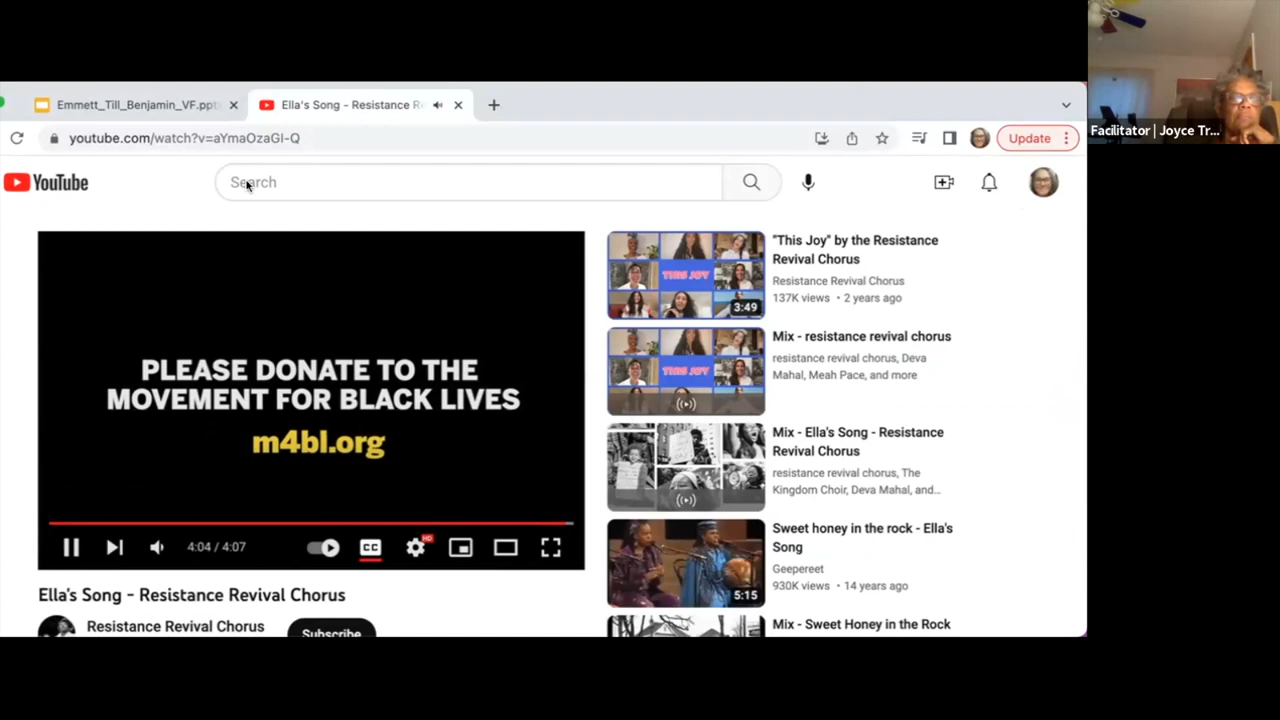 Emmett_Till_Benjamin_VF.ppt
Ella's Song - Resistance R
youtube.com/watch?v=aYmaOzaGI-Q
Update
YouTube
Search
PLEASE DONATE TO THE
MOVEMENT FOR BLACK LIVES
m4bl.org
4:04 / 4:07
CC
HD
Ella's Song - Resistance Revival Chorus
Resistance Revival Chorus
Subscribe
THIS JOY
3:49
"This Joy" by the Resistance
Revival Chorus
Resistance Revival Chorus
137K views • 2 years ago
THIS JOY
Mix - resistance revival chorus
resistance revival chorus, Deva
Mahal, Meah Pace, and more
Mix - Ella's Song - Resistance
Revival Chorus
resistance revival chorus, The
Kingdom Choir, Deva Mahal, and...
5:15
Sweet honey in the rock - Ella's
Song
Geepereet
930K views • 14 years ago
Mix - Sweet Honey in the Rock
Facilitator | Joyce Tr...